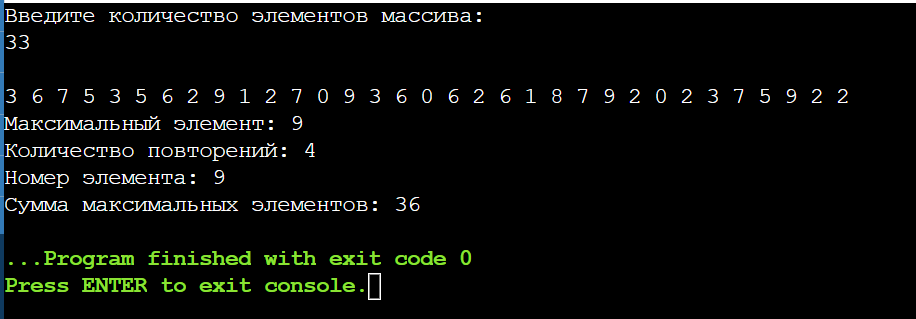 Введите количество элементов массива:
33
3 6 7 5 3 5 6 2 9 1 2 7 0 9 3 6 0 6 2 6 1 8 7 9 2 0 2 3 7 5 9 2 2
Максимальный элемент: 9
Количество повторений: 4
Номер элемента: 9
Сумма максимальных элементов: 36
...Program finished with exit code 0
Press ENTER to exit console.